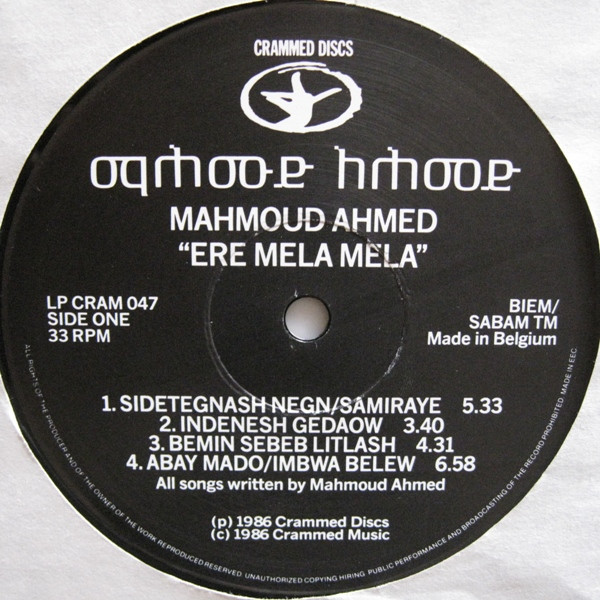 CRAMMED DISCS
MAHMOUD AHMED
“ERE MELA MELA”
LP CRAM 047
SIDE ONE
33 RPM
BIEM/
SABAM TM
Made in Belgium
1. SIDETEGNASH NEGN/SAMIRAYE 5.33
2. INDENESH GEDAOW 3.40
3. BEMIN SEBEB LITLASH 4.31
4. ABAY MADO/IMBWA BELEW 6.58
All songs written by Mahmoud Ahmed
(p) 1986 Crammed Discs
(c) 1986 Crammed Music
ALL RIGHTS OF THE PRODUCER AND OF THE OWNER OF THE WORK REPRODUCED RESERVED. UNAUTHORIZED COPYING HIRING PUBLIC PERFORMANCE AND BROADCASTING OF THE RECORD PROHIBITED. MADE IN EEC.